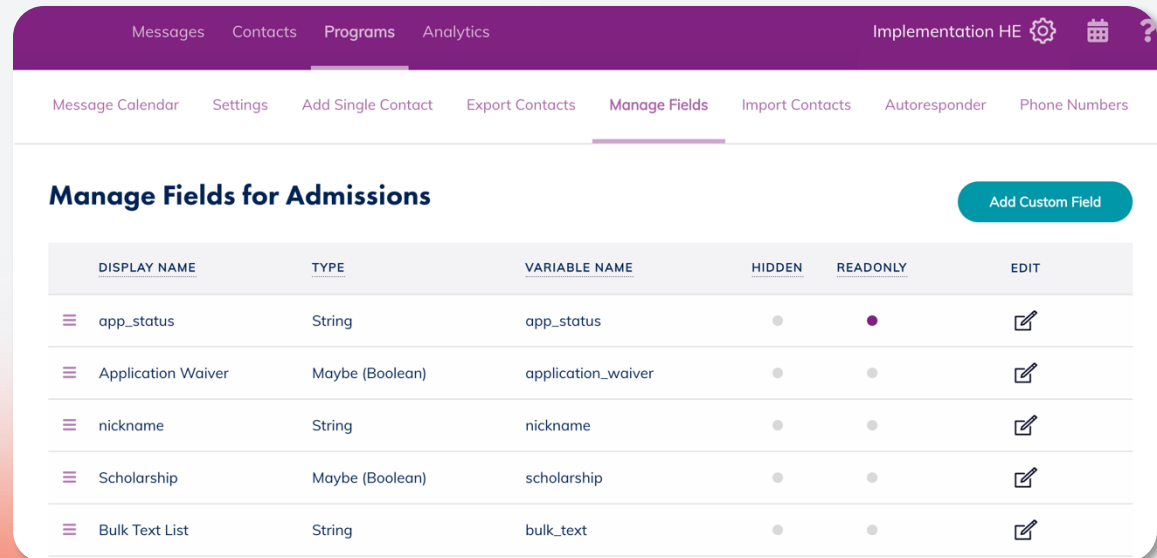 Messages Contacts Programs Analytics Implementation HE ?
Message Calendar Settings Add Single Contact Export Contacts Manage Fields Import Contacts Autoresponder Phone Numbers
Manage Fields for Admissions
Add Custom Field
DISPLAY NAME TYPE VARIABLE NAME HIDDEN READONLY EDIT
app_status String app_status
Application Waiver Maybe (Boolean) application_waiver
nickname String nickname
Scholarship Maybe (Boolean) scholarship
Bulk Text List String bulk_text